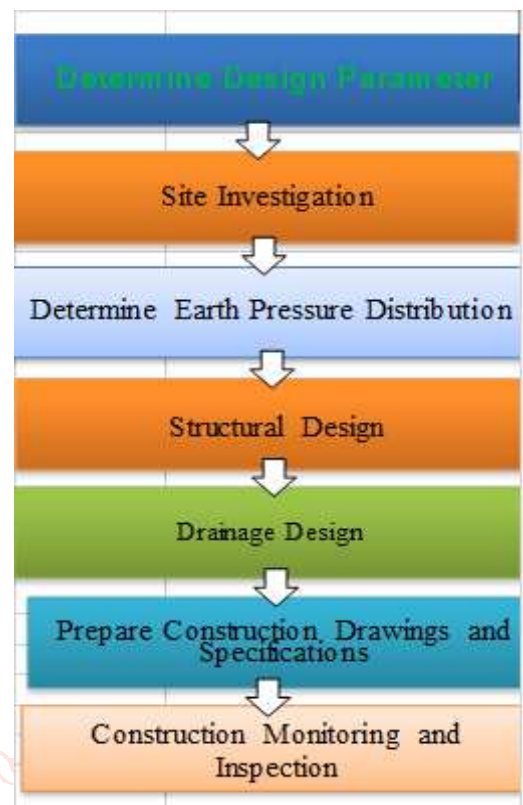 Determine Design Parameter
Site Investigation
Determine Earth Pressure Distribution
Structural Design
Drainage Design
Prepare Construction Drawings and
Specifications
Construction Monitoring and
Inspection